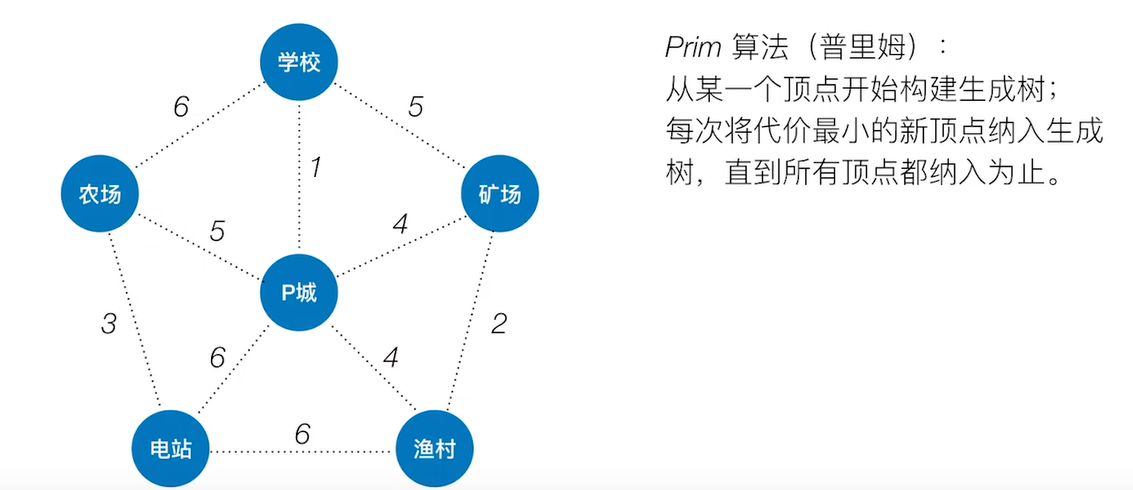 学校
Prim 算法（普里姆）：
从某一个顶点开始构建生成树；
每次将代价最小的新顶点纳入生成
树，直到所有顶点都纳入为止。
6
5
1
农场
矿场
5
4
P城
3
2
6
4
电站
6
渔村